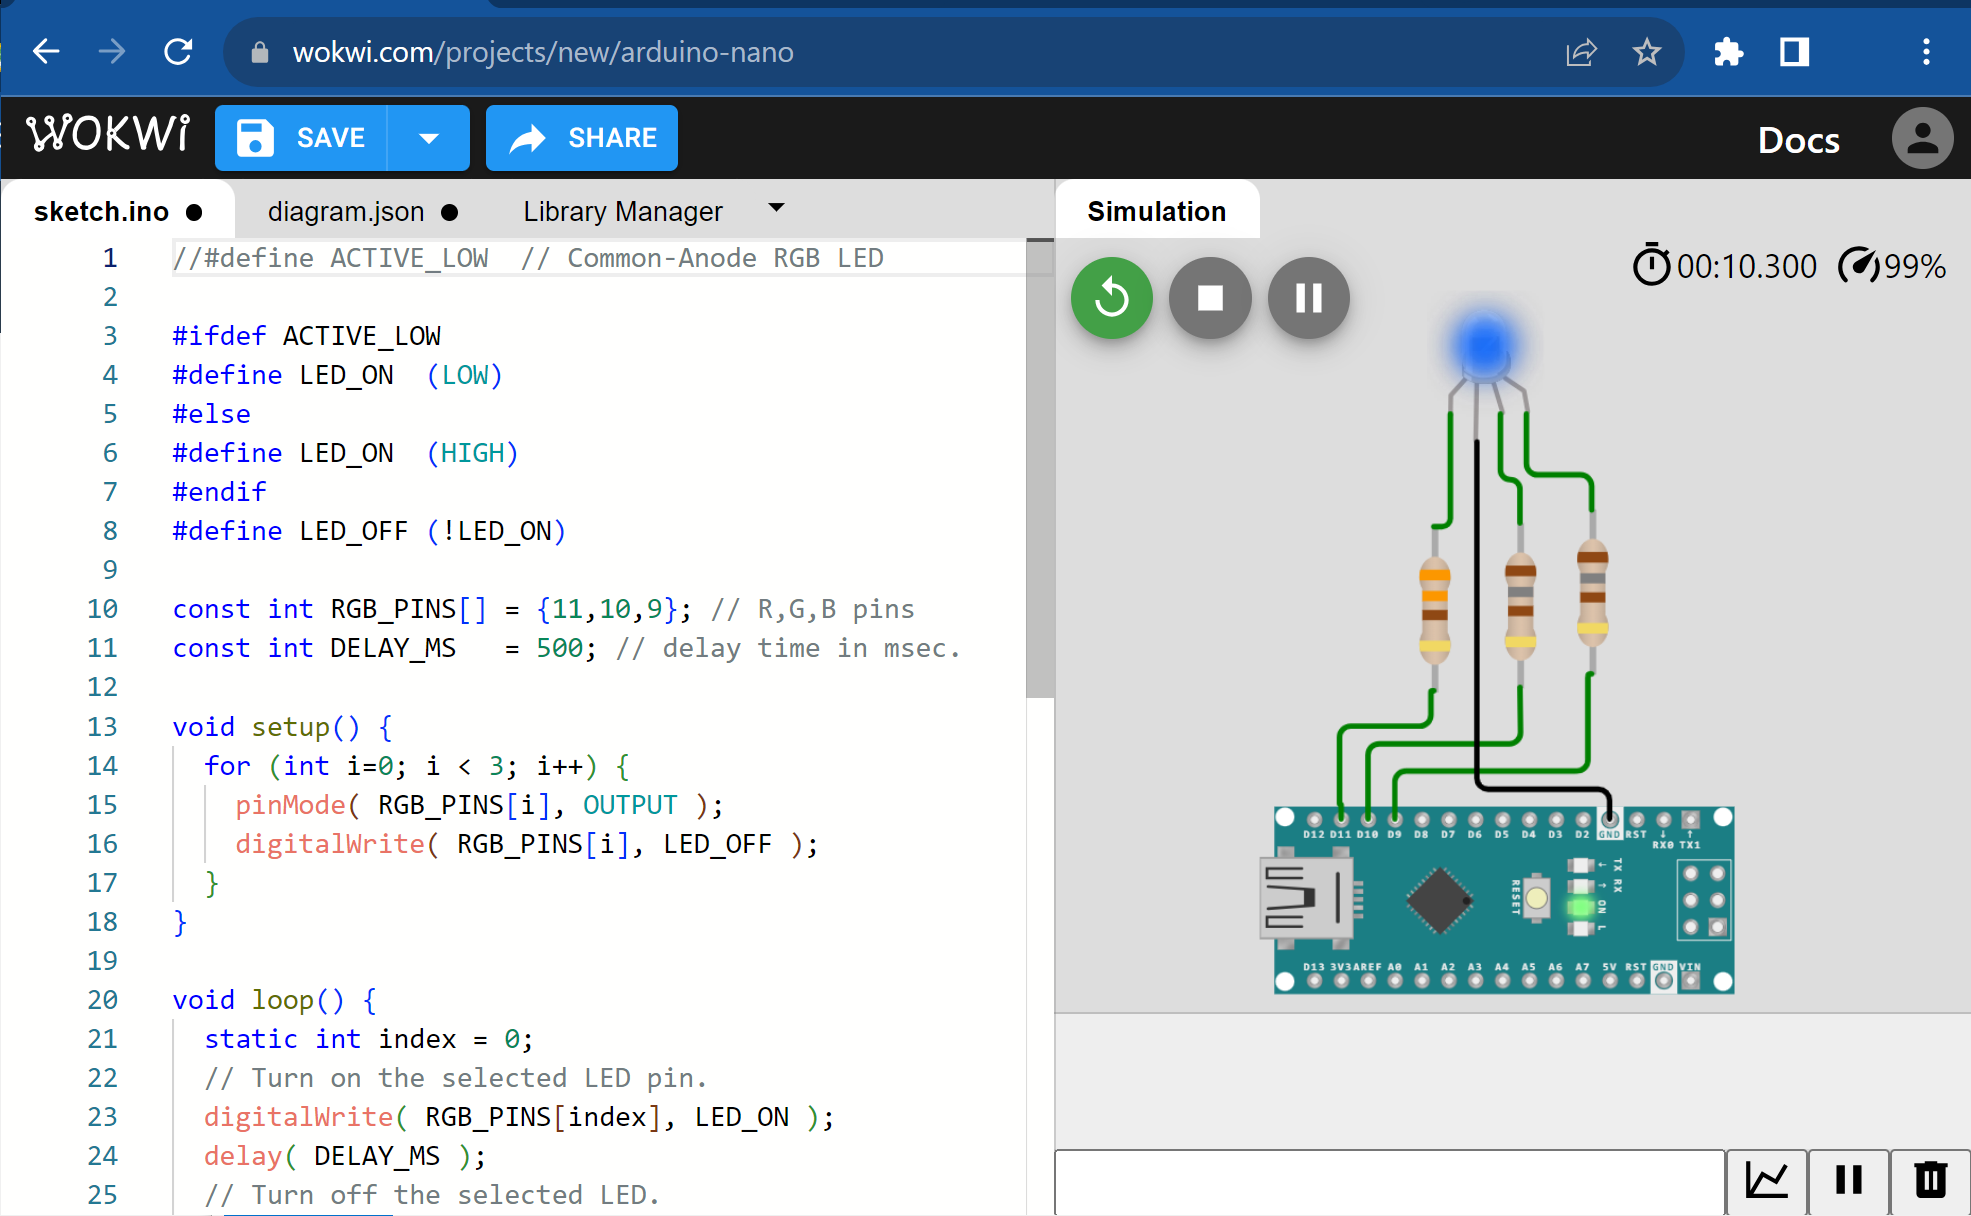 wokwi.com/projects/new/arduino-nano
WOKWi SAVE SHARE Docs
sketch.ino diagram.json Library Manager
1 //#define ACTIVE_LOW  // Common-Anode RGB LED
2
3 #ifdef ACTIVE_LOW
4 #define LED_ON  (LOW)
5 #else
6 #define LED_ON  (HIGH)
7 #endif
8 #define LED_OFF (!LED_ON)
9
10 const int RGB_PINS[] = {11,10,9}; // R,G,B pins
11 const int DELAY_MS   = 500; // delay time in msec.
12
13 void setup() {
14   for (int i=0; i < 3; i++) {
15     pinMode( RGB_PINS[i], OUTPUT );
16     digitalWrite( RGB_PINS[i], LED_OFF );
17   }
18 }
19
20 void loop() {
21   static int index = 0;
22   // Turn on the selected LED pin.
23   digitalWrite( RGB_PINS[index], LED_ON );
24   delay( DELAY_MS );
25   // Turn off the selected LED.
Simulation
00:10.300 99%
D12 D11 D10 D9 D8 D7 D6 D5 D4 D3 D2 GND RST
RX0 TX1
TX
RX
ON
L
RESET
D13 3V3 AREF A0 A1 A2 A3 A4 A5 A6 A7 5V RST GND VIN